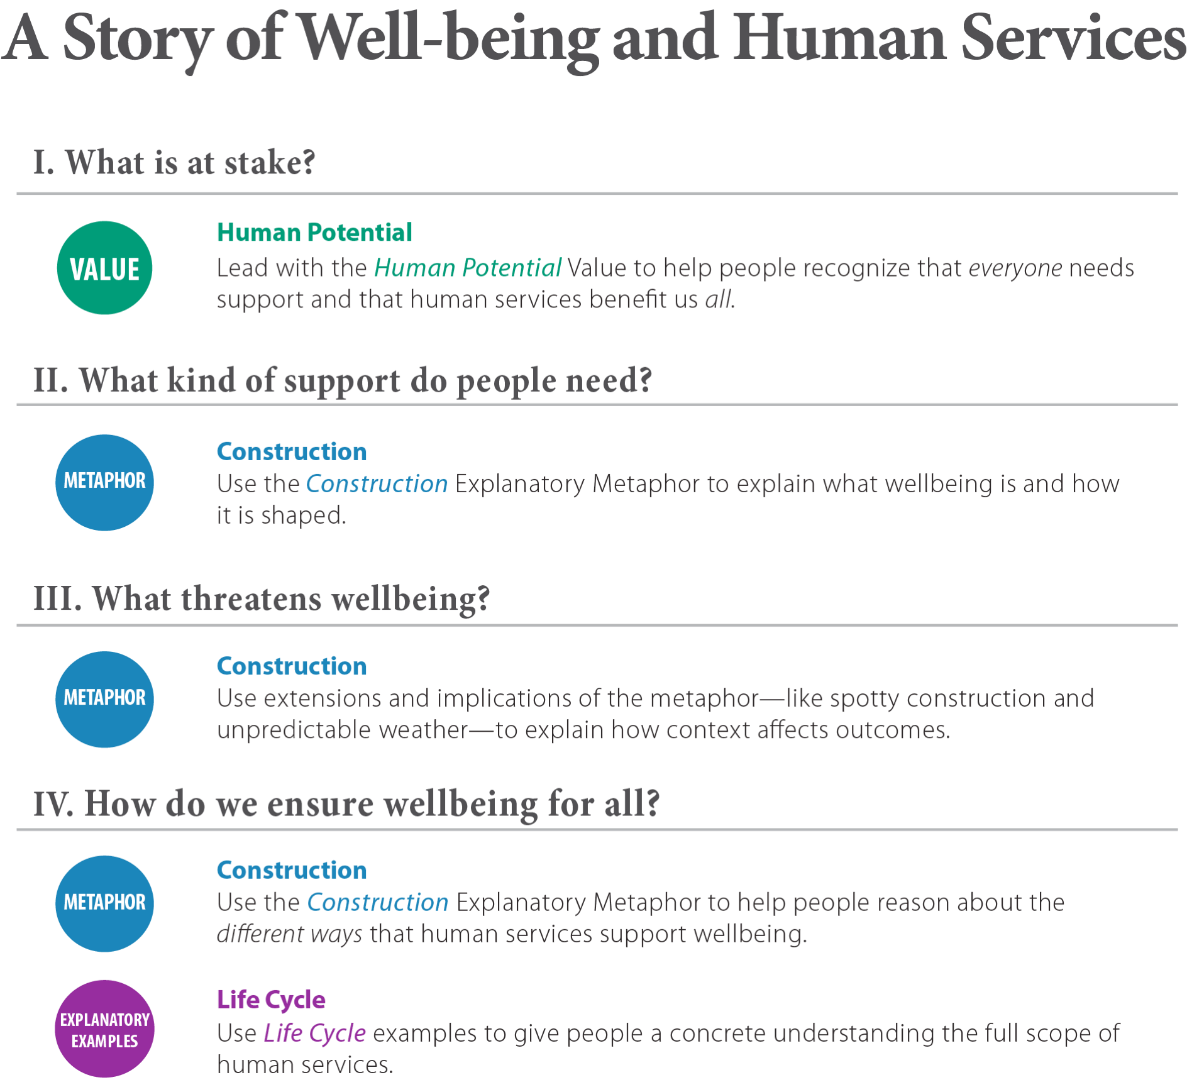 A Story of Well-being and Human Services
I. What is at stake?
VALUE
Human Potential
Lead with the Human Potential Value to help people recognize that everyone needs
support and that human services benefit us all.
II. What kind of support do people need?
METAPHOR
Construction
Use the Construction Explanatory Metaphor to explain what wellbeing is and how
it is shaped.
III. What threatens wellbeing?
METAPHOR
Construction
Use extensions and implications of the metaphor—like spotty construction and
unpredictable weather—to explain how context affects outcomes.
IV. How do we ensure wellbeing for all?
METAPHOR
Construction
Use the Construction Explanatory Metaphor to help people reason about the
different ways that human services support wellbeing.
EXPLANATORY
EXAMPLES
Life Cycle
Use Life Cycle examples to give people a concrete understanding the full scope of
human services.